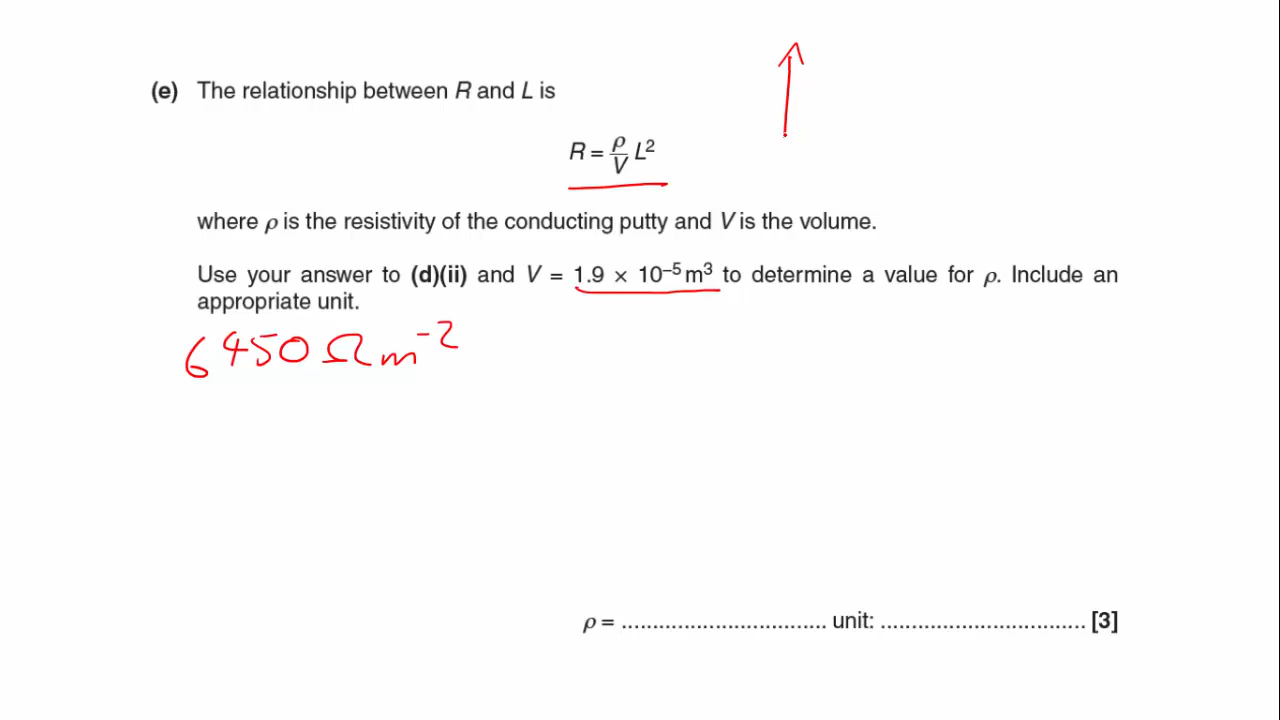 (e) The relationship between R and L is
R = ρ/V L²
where ρ is the resistivity of the conducting putty and V is the volume.
Use your answer to (d)(ii) and V = 1.9 × 10⁻⁵ m³ to determine a value for ρ. Include an
appropriate unit.
6450 Ω m⁻²
ρ = ................................. unit: ................................. [3]